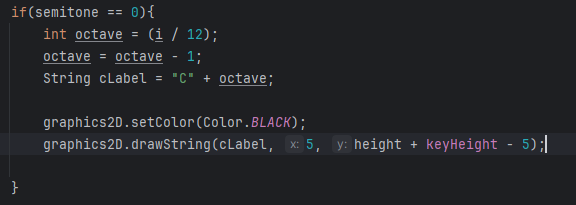 if(semitone == 0){
int octave = (i / 12);
octave = octave - 1;
String cLabel = "C" + octave;
graphics2D.setColor(Color.BLACK);
graphics2D.drawString(cLabel, x: 5, y: height + keyHeight - 5);
}